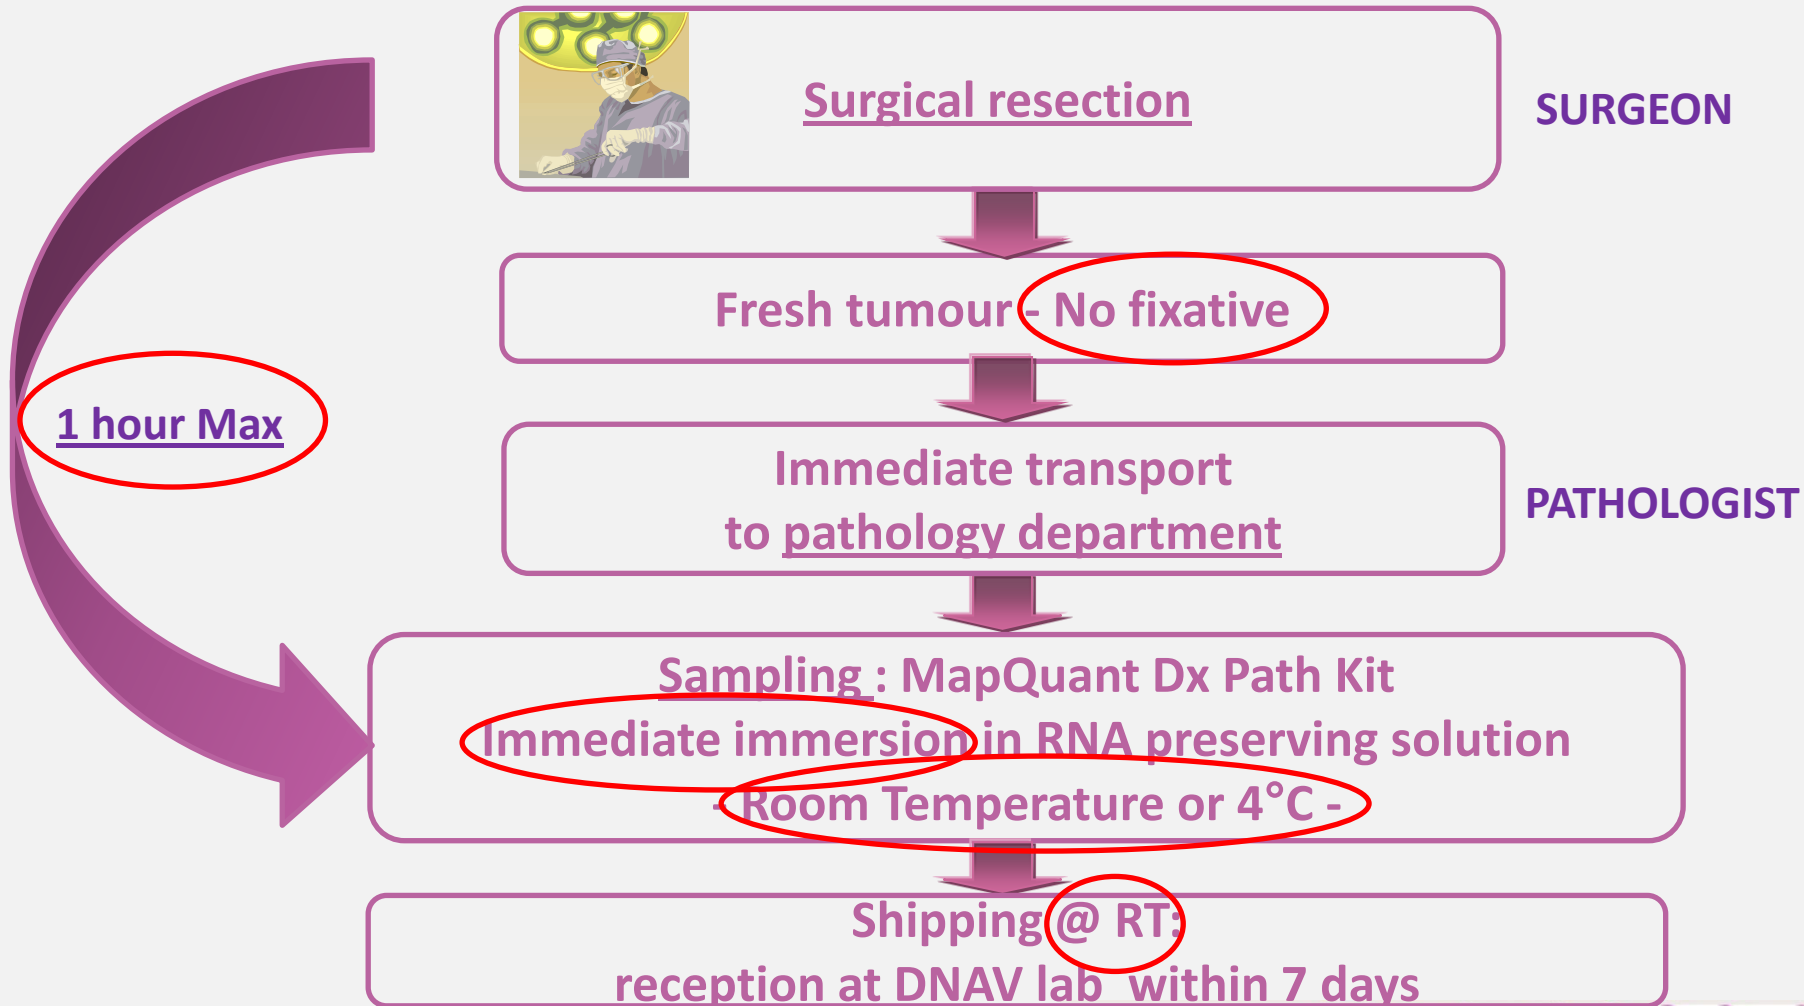 Surgical resection
SURGEON
Fresh tumour - No fixative
1 hour Max
Immediate transport
to pathology department
PATHOLOGIST
Sampling : MapQuant Dx Path Kit
Immediate immersion in RNA preserving solution
- Room Temperature or 4°C -
Shipping @ RT:
reception at DNAV lab within 7 days